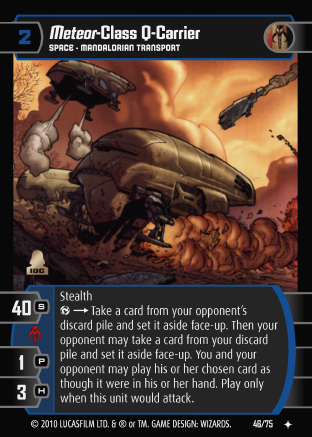 2
Meteor-Class Q-Carrier
SPACE - MANDALORIAN TRANSPORT
IDC
40 S
1 P
3 H
Stealth
→ Take a card from your opponent's
discard pile and set it aside face-up. Then your
opponent may take a card from your discard
pile and set it aside face-up. You and your
opponent may play his or her chosen card as
though it were in his or her hand. Play only
when this unit would attack.
© 2010 LUCASFILM LTD. & ® or TM. GAME DESIGN: WIZARDS.
46/75